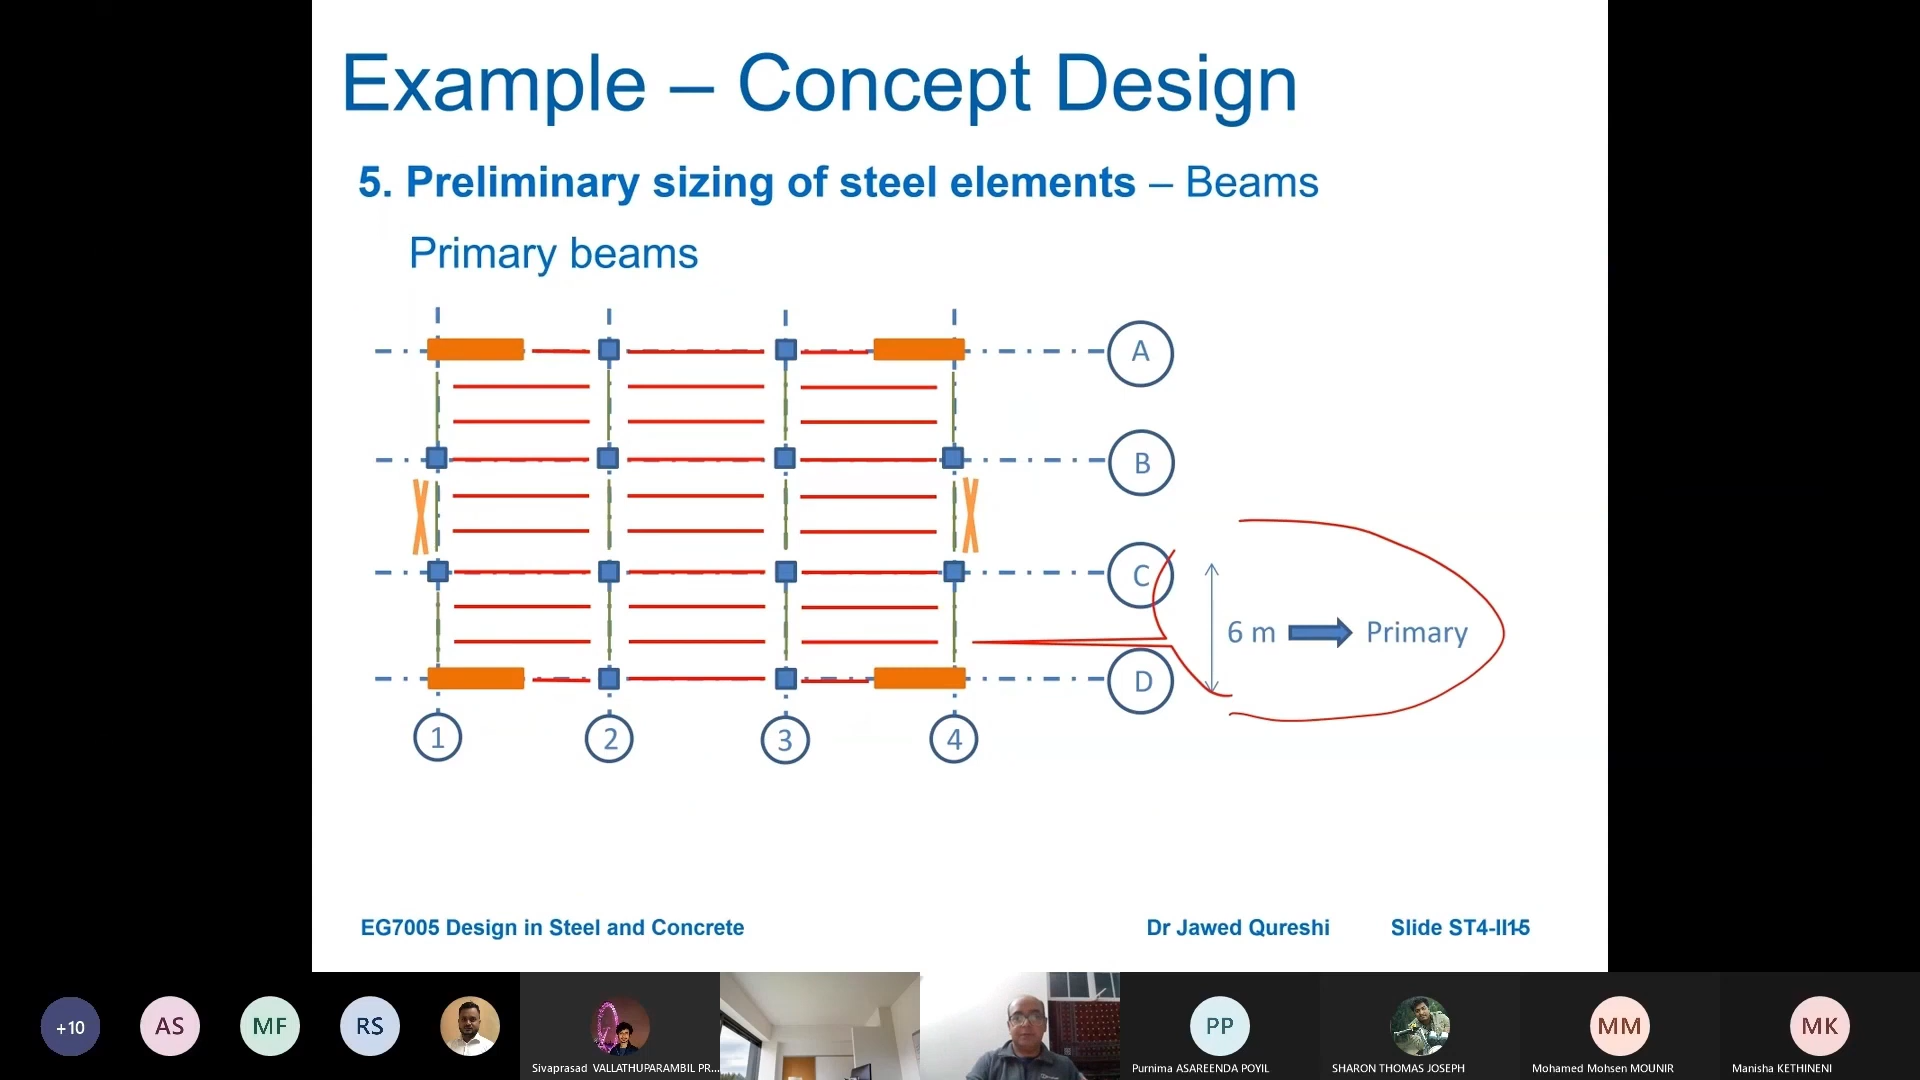 Example – Concept Design
5. Preliminary sizing of steel elements – Beams
Primary beams
A
B
C
6 m Primary
D
1 2 3 4
EG7005 Design in Steel and Concrete Dr Jawed Qureshi Slide ST4-II-15
+10 AS MF RS PP MM MK
Sivaprasad VALLATHUPARAMBIL PR... Purnima ASAREENDA POYIL SHARON THOMAS JOSEPH Mohamed Mohsen MOUNIR Manisha KETHINENI